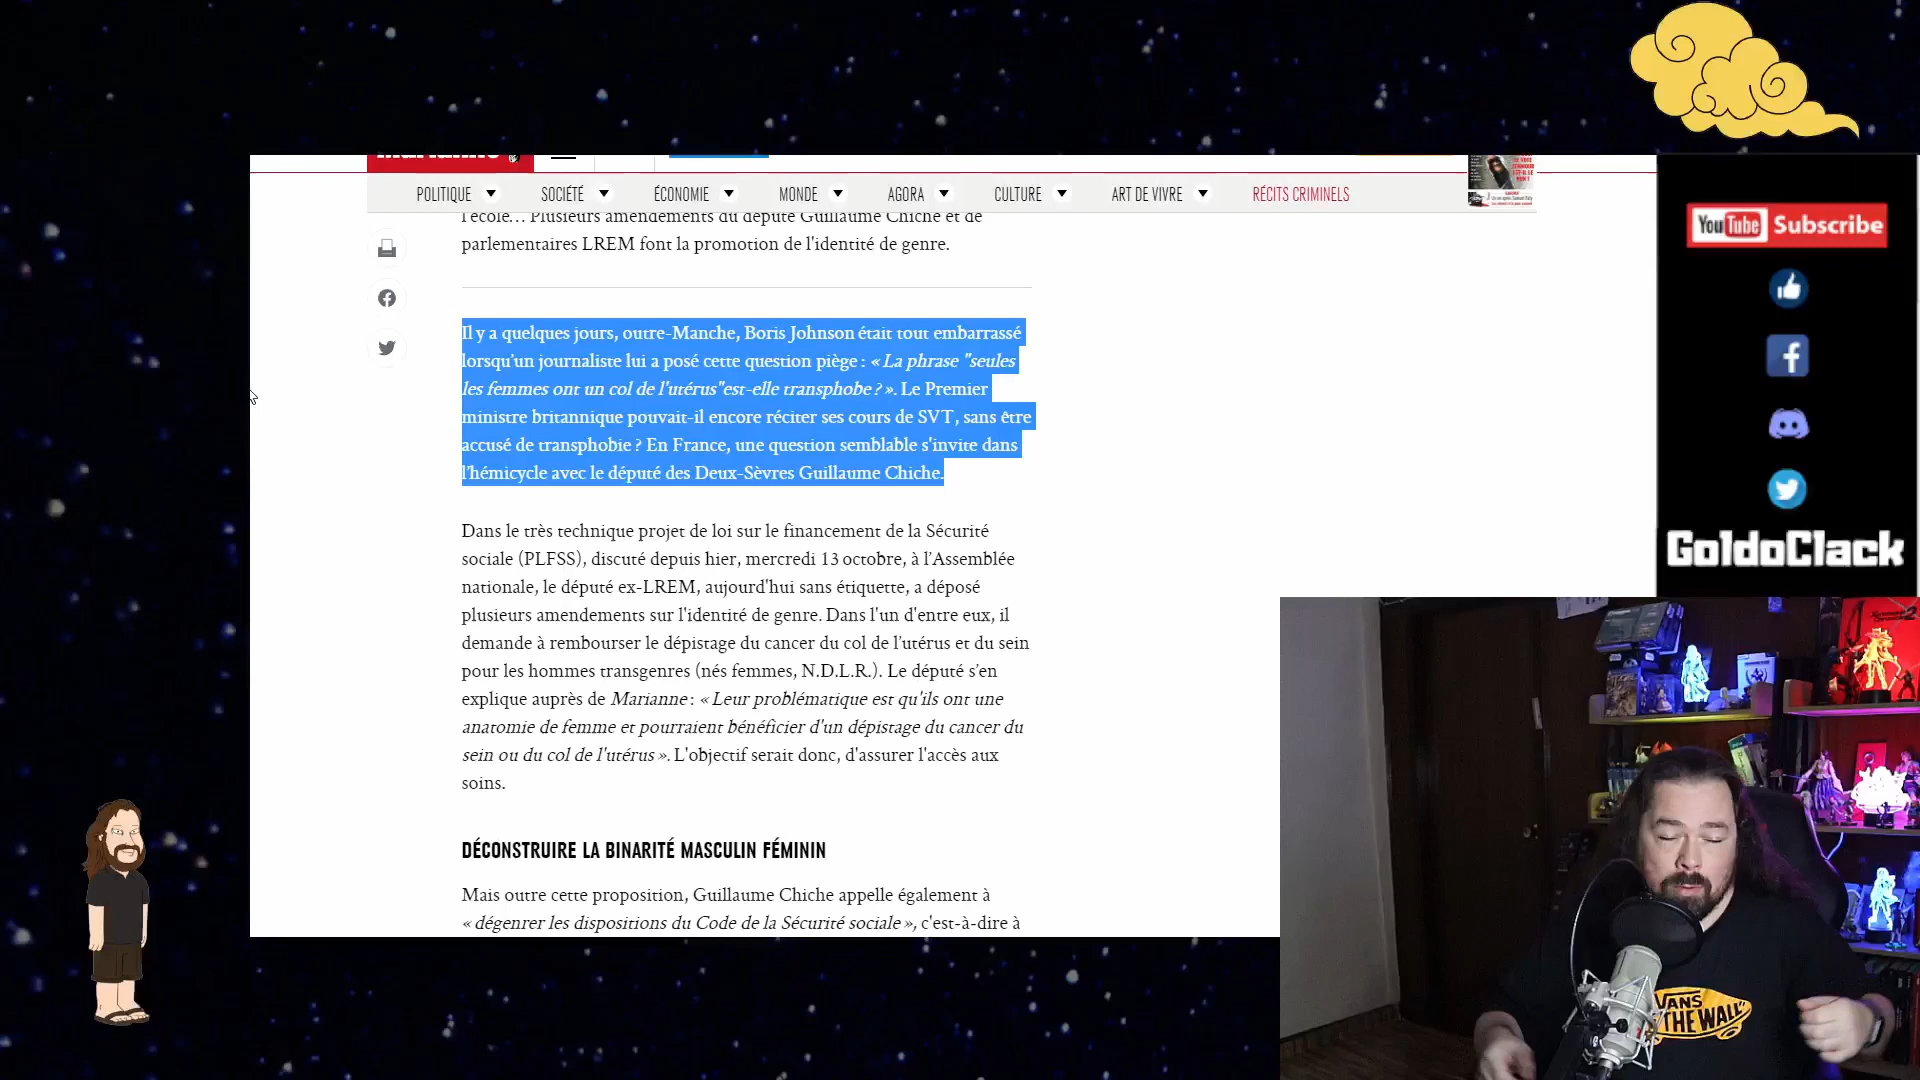 POLITIQUE
SOCIÉTÉ
ÉCONOMIE
MONDE
AGORA
CULTURE
ART DE VIVRE
RÉCITS CRIMINELS
l'école… Plusieurs amendements du député Guillaume Chiche et de
parlementaires LREM font la promotion de l'identité de genre.
Il y a quelques jours, outre-Manche, Boris Johnson était tout embarrassé
lorsqu’un journaliste lui a posé cette question piège : « La phrase "seules
les femmes ont un col de l'utérus"est-elle transphobe ? ». Le Premier
ministre britannique pouvait-il encore réciter ses cours de SVT, sans être
accusé de transphobie ? En France, une question semblable s'invite dans
l’hémicycle avec le député des Deux-Sèvres Guillaume Chiche.
Dans le très technique projet de loi sur le financement de la Sécurité
sociale (PLFSS), discuté depuis hier, mercredi 13 octobre, à l’Assemblée
nationale, le député ex-LREM, aujourd'hui sans étiquette, a déposé
plusieurs amendements sur l'identité de genre. Dans l'un d'entre eux, il
demande à rembourser le dépistage du cancer du col de l’utérus et du sein
pour les hommes transgenres (nés femmes, N.D.L.R.). Le député s’en
explique auprès de Marianne : « Leur problématique est qu'ils ont une
anatomie de femme et pourraient bénéficier d'un dépistage du cancer du
sein ou du col de l'utérus ». L'objectif serait donc, d'assurer l'accès aux
soins.
DÉCONSTRUIRE LA BINARITÉ MASCULIN FÉMININ
Mais outre cette proposition, Guillaume Chiche appelle également à
« dégenrer les dispositions du Code de la Sécurité sociale », c'est-à-dire à
YouTube Subscribe
GoldoClack
VANS
THE WALL